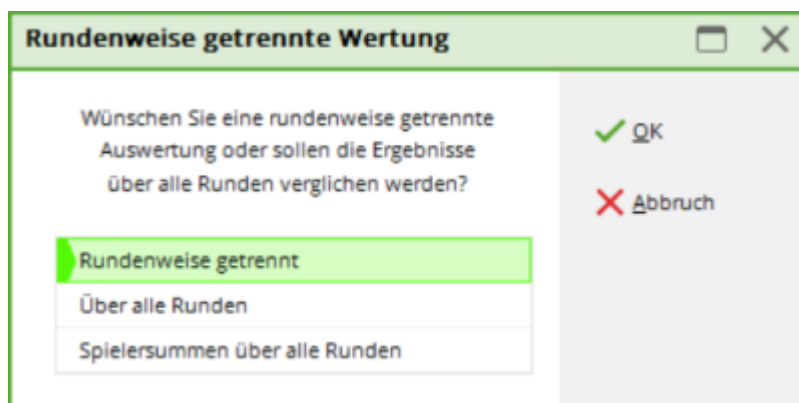 Rundenweise getrennte Wertung
Wünschen Sie eine rundenweise getrennte
Auswertung oder sollen die Ergebnisse
über alle Runden verglichen werden?
OK
Abbruch
Rundenweise getrennt
Über alle Runden
Spielersummen über alle Runden